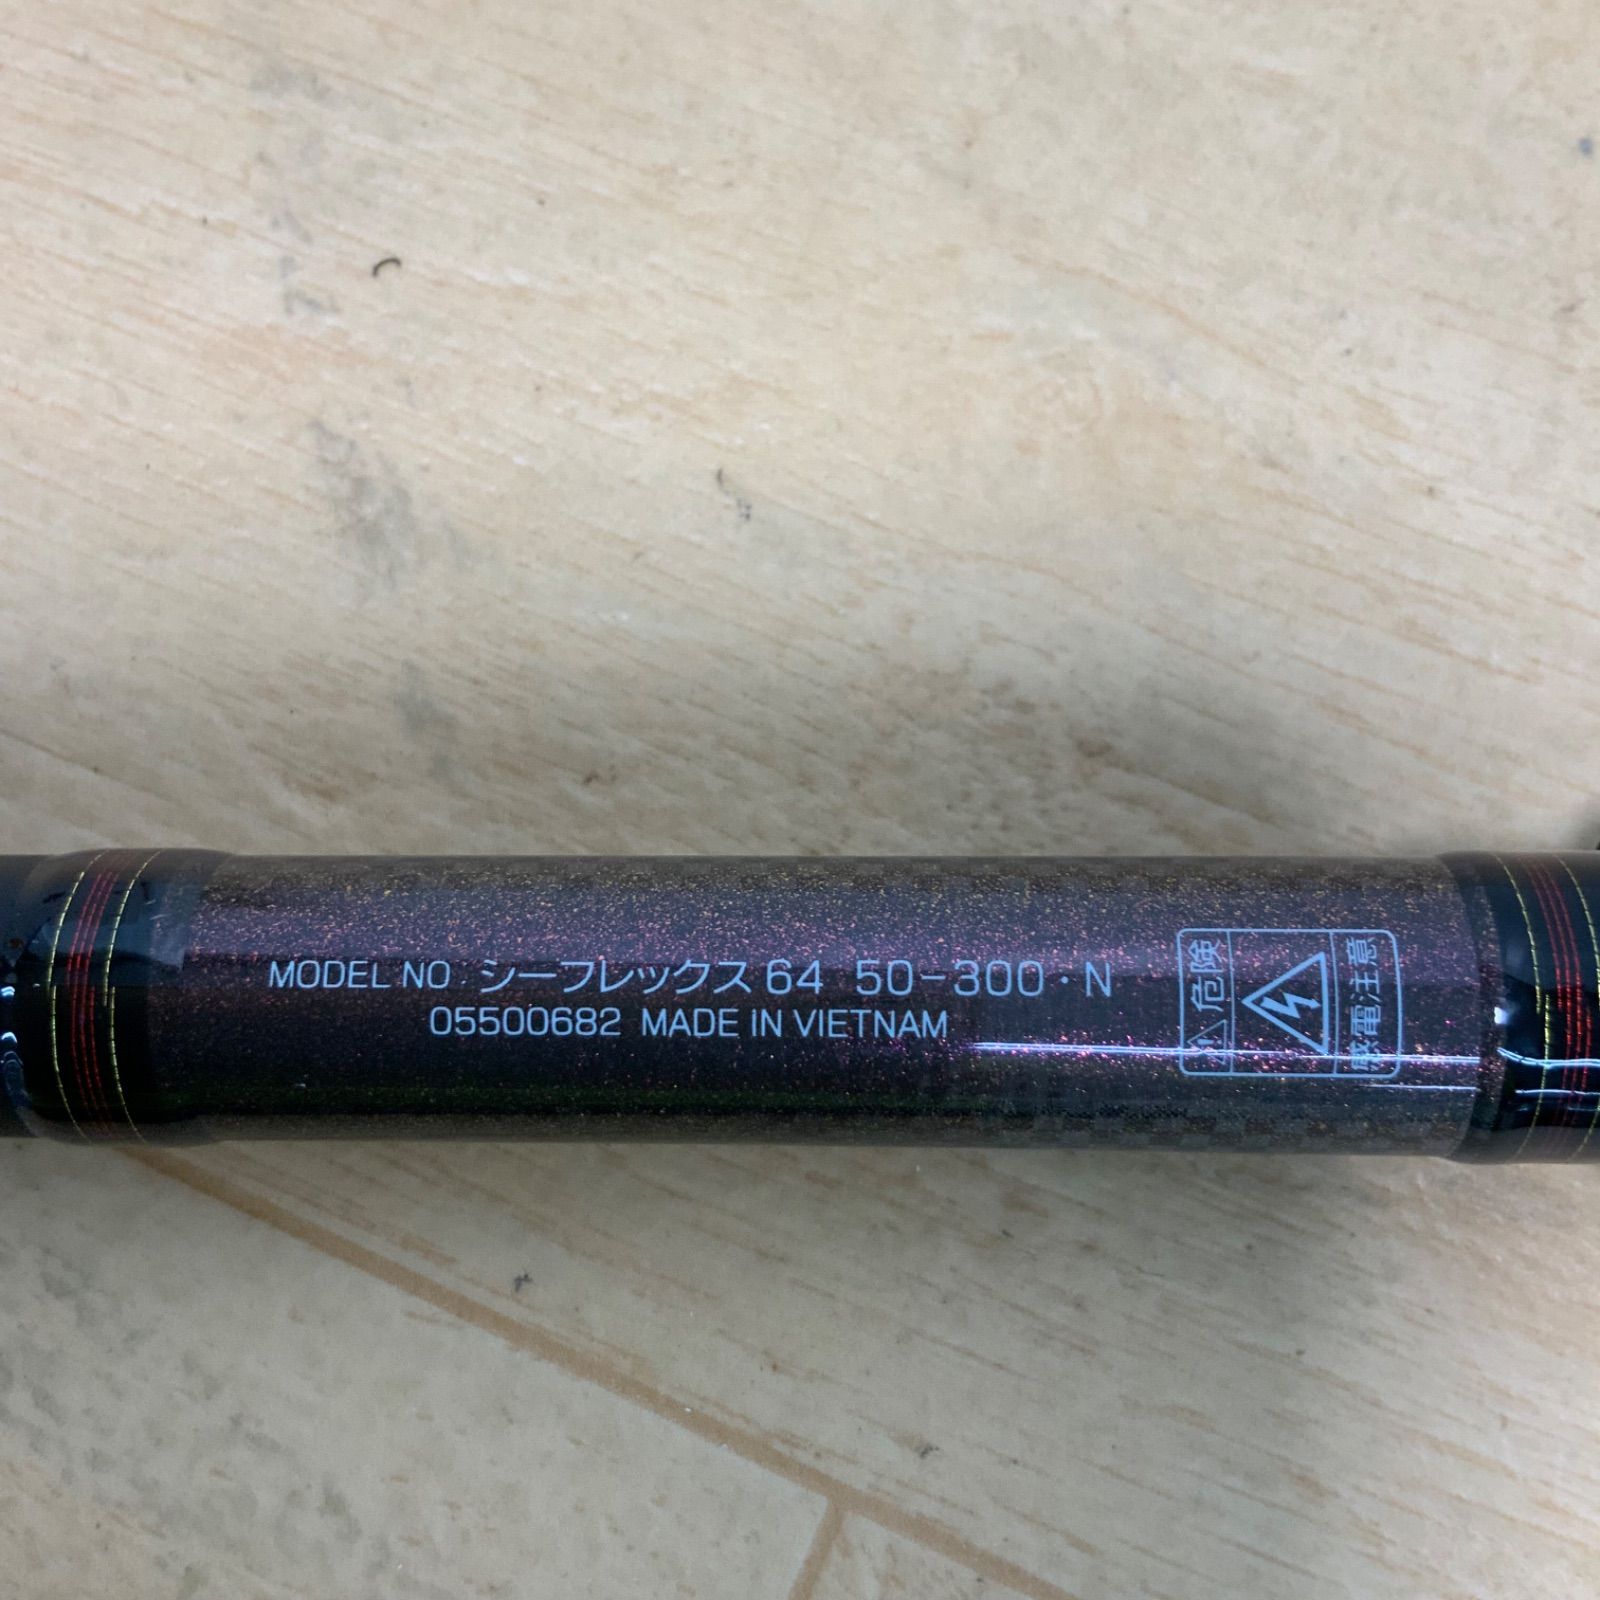 MODEL NO. シーフレックス 64 50-300・N
05500682 MADE IN VIETNAM
⚠危険
感電注意